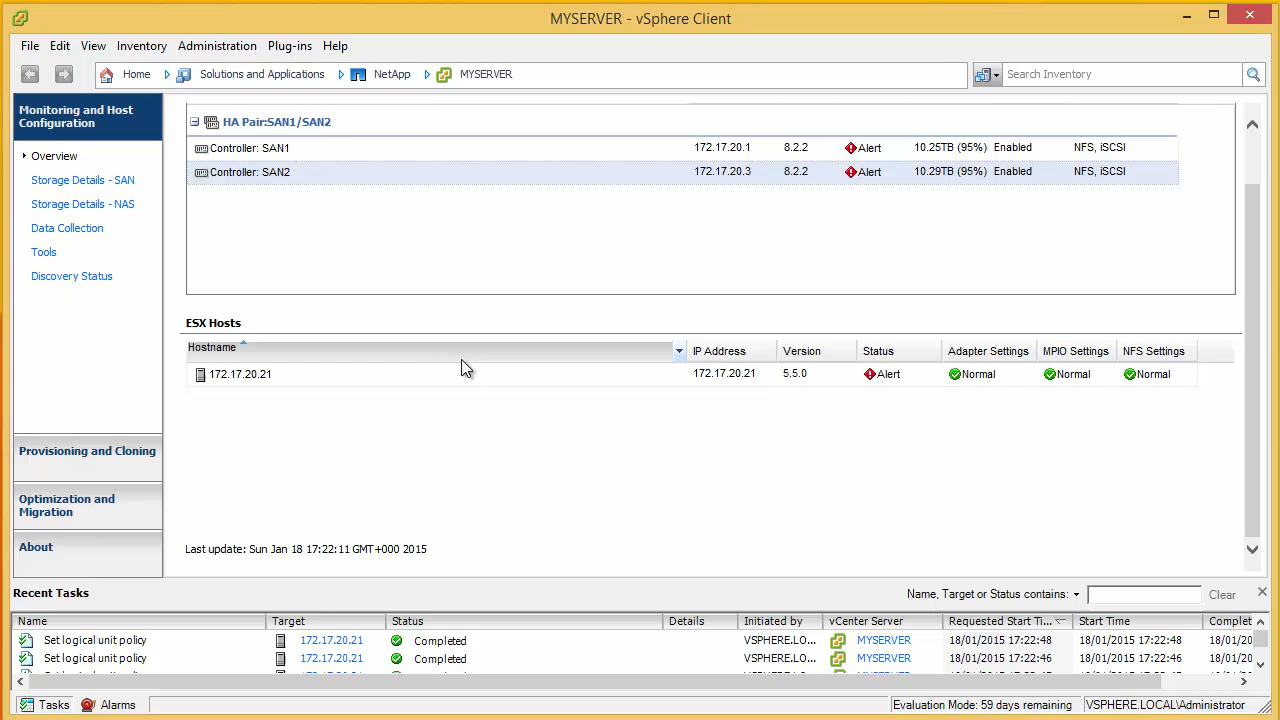 MYSERVER - vSphere Client
File Edit View Inventory Administration Plug-ins Help
Home Solutions and Applications NetApp MYSERVER Search Inventory
Monitoring and Host
Configuration
Overview
Storage Details - SAN
Storage Details - NAS
Data Collection
Tools
Discovery Status
Provisioning and Cloning
Optimization and
Migration
About
HA Pair:SAN1/SAN2
Controller: SAN1 172.17.20.1 8.2.2 Alert 10.25TB (95%) Enabled NFS, iSCSI
Controller: SAN2 172.17.20.3 8.2.2 Alert 10.29TB (95%) Enabled NFS, iSCSI
ESX Hosts
Hostname IP Address Version Status Adapter Settings MPIO Settings NFS Settings
172.17.20.21 172.17.20.21 5.5.0 Alert Normal Normal Normal
Last update: Sun Jan 18 17:22:11 GMT+000 2015
Recent Tasks Name, Target or Status contains: Clear
Name Target Status Details Initiated by vCenter Server Requested Start Ti... Start Time Complet
Set logical unit policy 172.17.20.21 Completed VSPHERE.LO... MYSERVER 18/01/2015 17:22:48 18/01/2015 17:22:48 18/01/20
Set logical unit policy 172.17.20.21 Completed VSPHERE.LO... MYSERVER 18/01/2015 17:22:46 18/01/2015 17:22:46 18/01/20
Tasks Alarms Evaluation Mode: 59 days remaining VSPHERE.LOCAL\Administrator